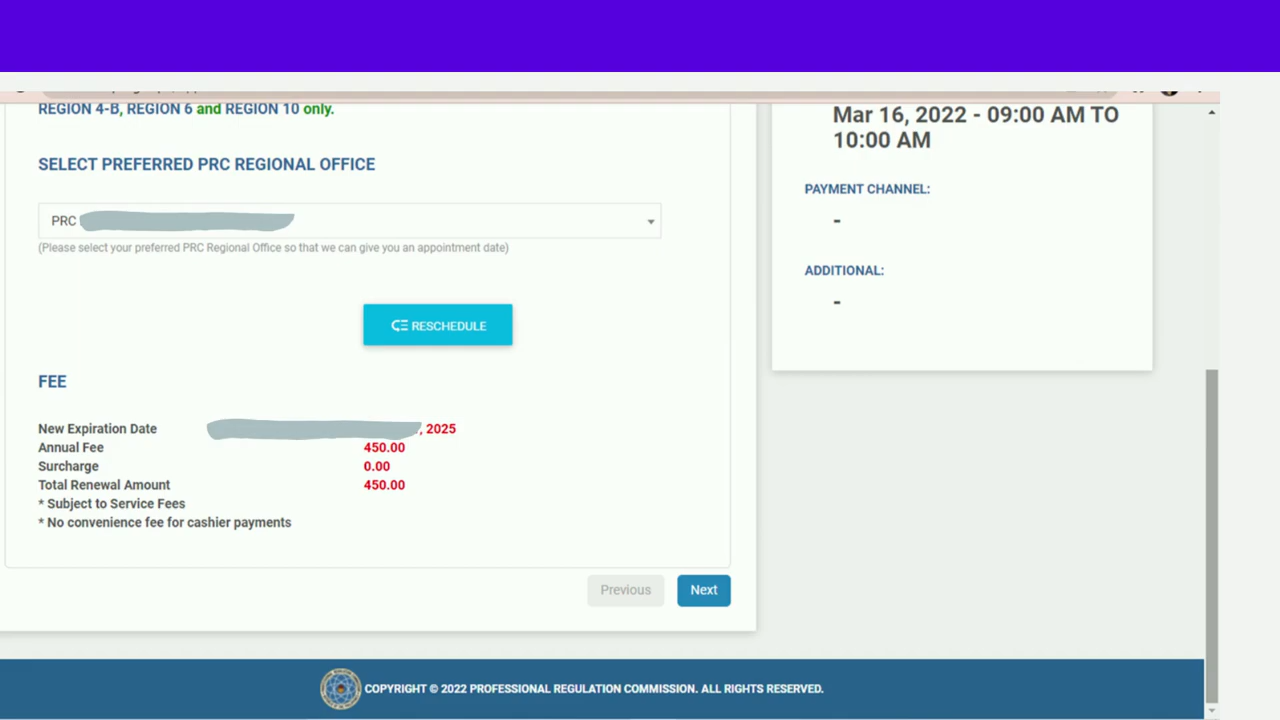 REGION 4-B, REGION 6 and REGION 10 only.
SELECT PREFERRED PRC REGIONAL OFFICE
PRC
(Please select your preferred PRC Regional Office so that we can give you an appointment date)
RESCHEDULE
FEE
New Expiration Date , 2025
Annual Fee 450.00
Surcharge 0.00
Total Renewal Amount 450.00
* Subject to Service Fees
* No convenience fee for cashier payments
Previous Next
Mar 16, 2022 - 09:00 AM TO
10:00 AM
PAYMENT CHANNEL:
-
ADDITIONAL:
-
COPYRIGHT © 2022 PROFESSIONAL REGULATION COMMISSION. ALL RIGHTS RESERVED.